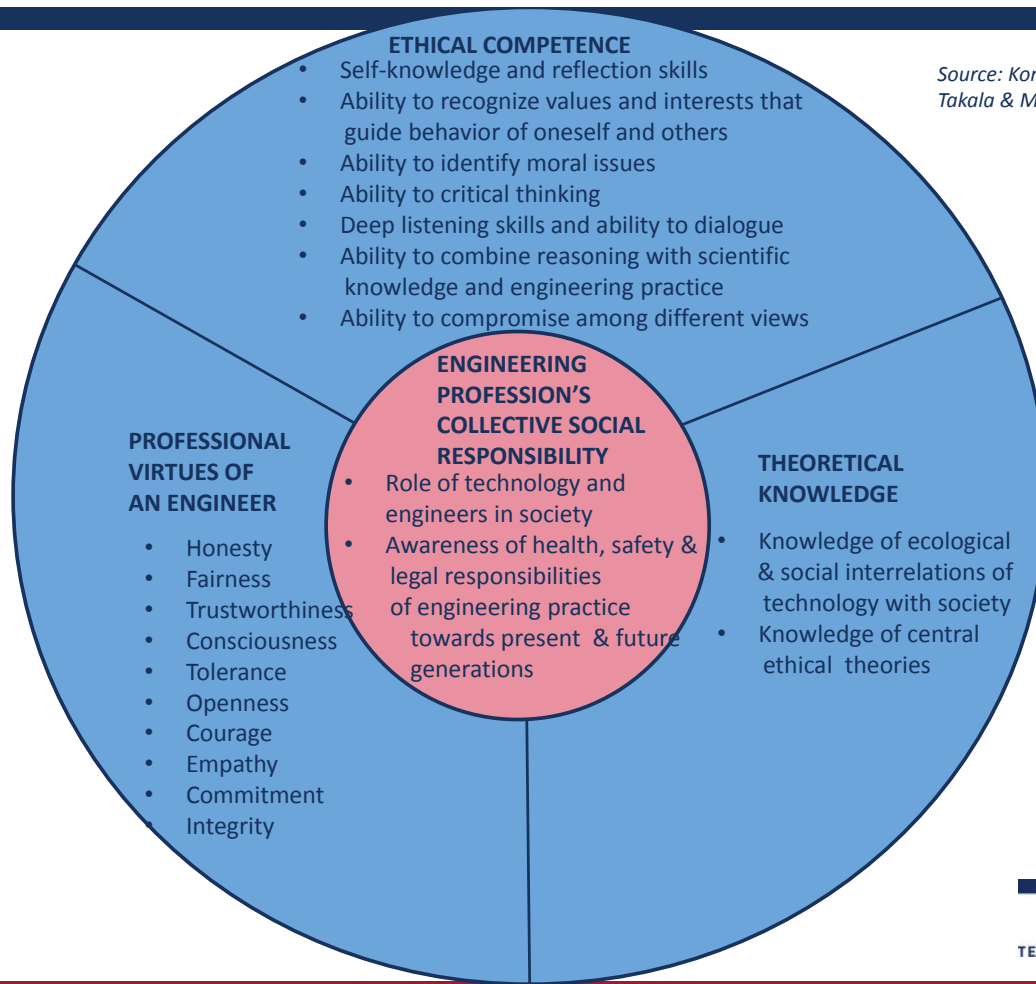 ETHICAL COMPETENCE
• Self-knowledge and reflection skills
• Ability to recognize values and interests that
guide behavior of oneself and others
• Ability to identify moral issues
• Ability to critical thinking
• Deep listening skills and ability to dialogue
• Ability to combine reasoning with scientific
knowledge and engineering practice
• Ability to compromise among different views
Source:
Takala &
ENGINEERING
PROFESSION’S
COLLECTIVE SOCIAL
RESPONSIBILITY
• Role of technology and
engineers in society
• Awareness of health, safety &
legal responsibilities
of engineering practice
towards present & future
generations
PROFESSIONAL
VIRTUES OF
AN ENGINEER
• Honesty
• Fairness
• Trustworthiness
• Consciousness
• Tolerance
• Openness
• Courage
• Empathy
• Commitment
• Integrity
THEORETICAL
KNOWLEDGE
• Knowledge of ecological
& social interrelations of
technology with society
• Knowledge of central
ethical theories